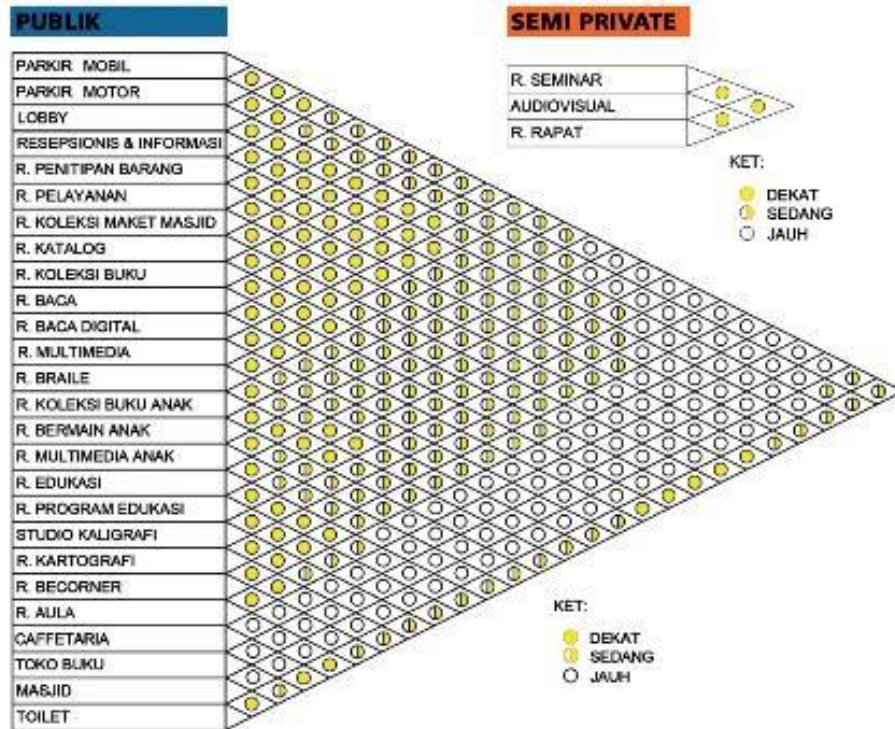 PUBLIK
PARKIR MOBIL
PARKIR MOTOR
LOBBY
RESEPSIONIS & INFORMASI
R. PENITIPAN BARANG
R. PELAYANAN
R. KOLEKSI MAKET MASJID
R. KATALOG
R. KOLEKSI BUKU
R. BACA
R. BACA DIGITAL
R. MULTIMEDIA
R. BRAILE
R. KOLEKSI BUKU ANAK
R. BERMAIN ANAK
R. MULTIMEDIA ANAK
R. EDUKASI
R. PROGRAM EDUKASI
STUDIO KALIGRAFI
R. KARTOGRAFI
R. BECORNER
R. AULA
CAFFETARIA
TOKO BUKU
MASJID
TOILET
SEMI PRIVATE
R. SEMINAR
AUDIOVISUAL
R. RAPAT
KET:
DEKAT
SEDANG
JAUH
KET:
DEKAT
SEDANG
JAUH